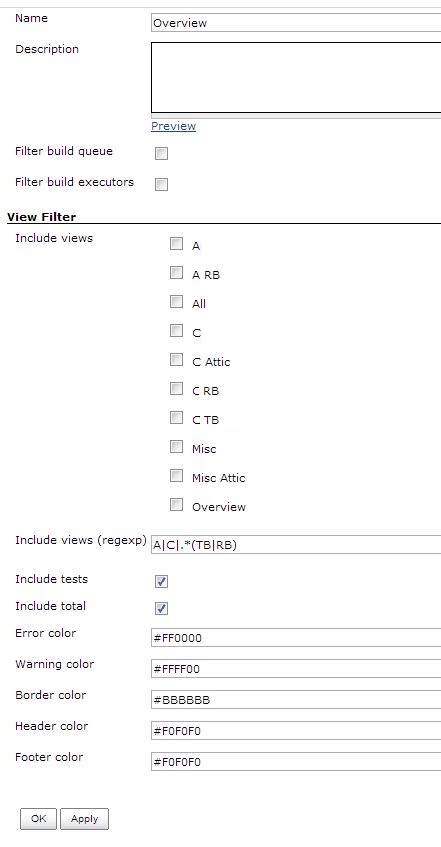 Name Overview
Description
Preview
Filter build queue
Filter build executors
View Filter
Include views
A
A RB
All
C
C Attic
C RB
C TB
Misc
Misc Attic
Overview
Include views (regexp) A|C|.*(TB|RB)
Include tests
Include total
Error color #FF0000
Warning color #FFFF00
Border color #BBBBBB
Header color #F0F0F0
Footer color #F0F0F0
OK Apply